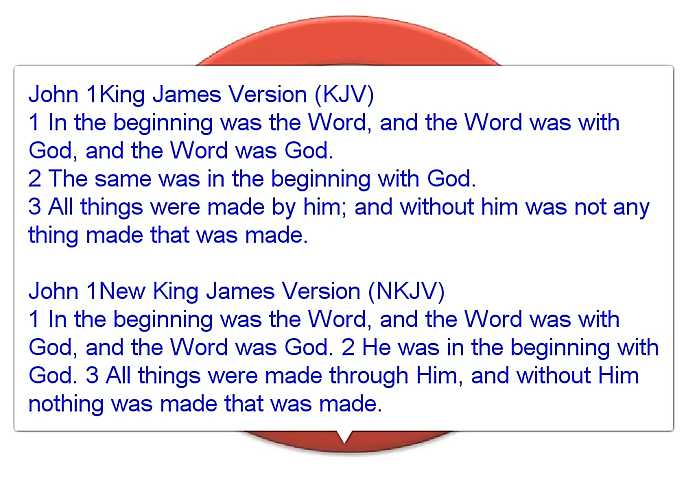 John 1King James Version (KJV)
1 In the beginning was the Word, and the Word was with
God, and the Word was God.
2 The same was in the beginning with God.
3 All things were made by him; and without him was not any
thing made that was made.
John 1New King James Version (NKJV)
1 In the beginning was the Word, and the Word was with
God, and the Word was God. 2 He was in the beginning with
God. 3 All things were made through Him, and without Him
nothing was made that was made.